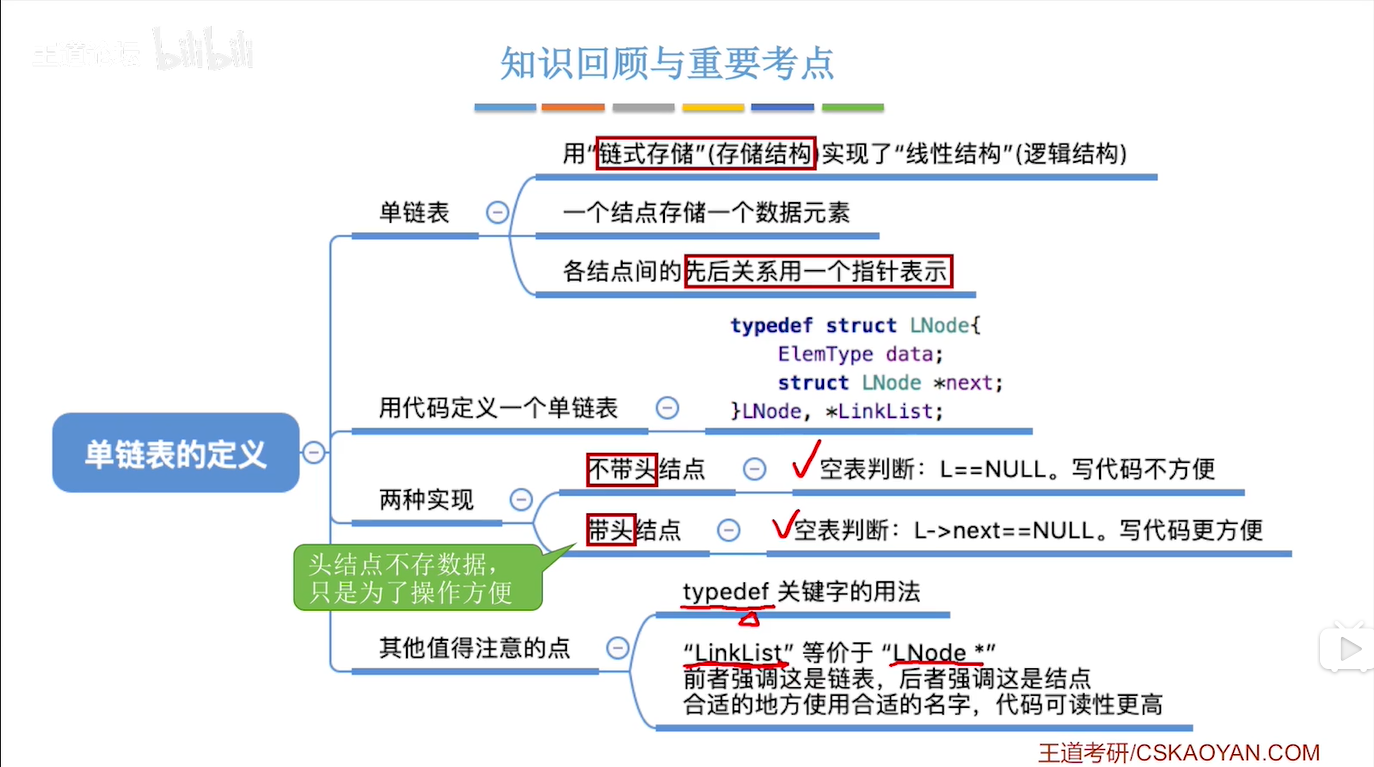 bilibili
知识回顾与重要考点
用“链式存储”(存储结构)实现了“线性结构”(逻辑结构)
单链表
一个结点存储一个数据元素
各结点间的先后关系用一个指针表示
typedef struct LNode{
ElemType data;
struct LNode *next;
}LNode, *LinkList;
用代码定义一个单链表
单链表的定义
不带头结点
空表判断：L==NULL。写代码不方便
两种实现
带头结点
空表判断：L->next==NULL。写代码更方便
头结点不存数据，
只是为了操作方便
typedef 关键字的用法
其他值得注意的点
“LinkList” 等价于 “LNode *”
前者强调这是链表，后者强调这是结点
合适的地方使用合适的名字，代码可读性更高
王道考研/CSKAOYAN.COM